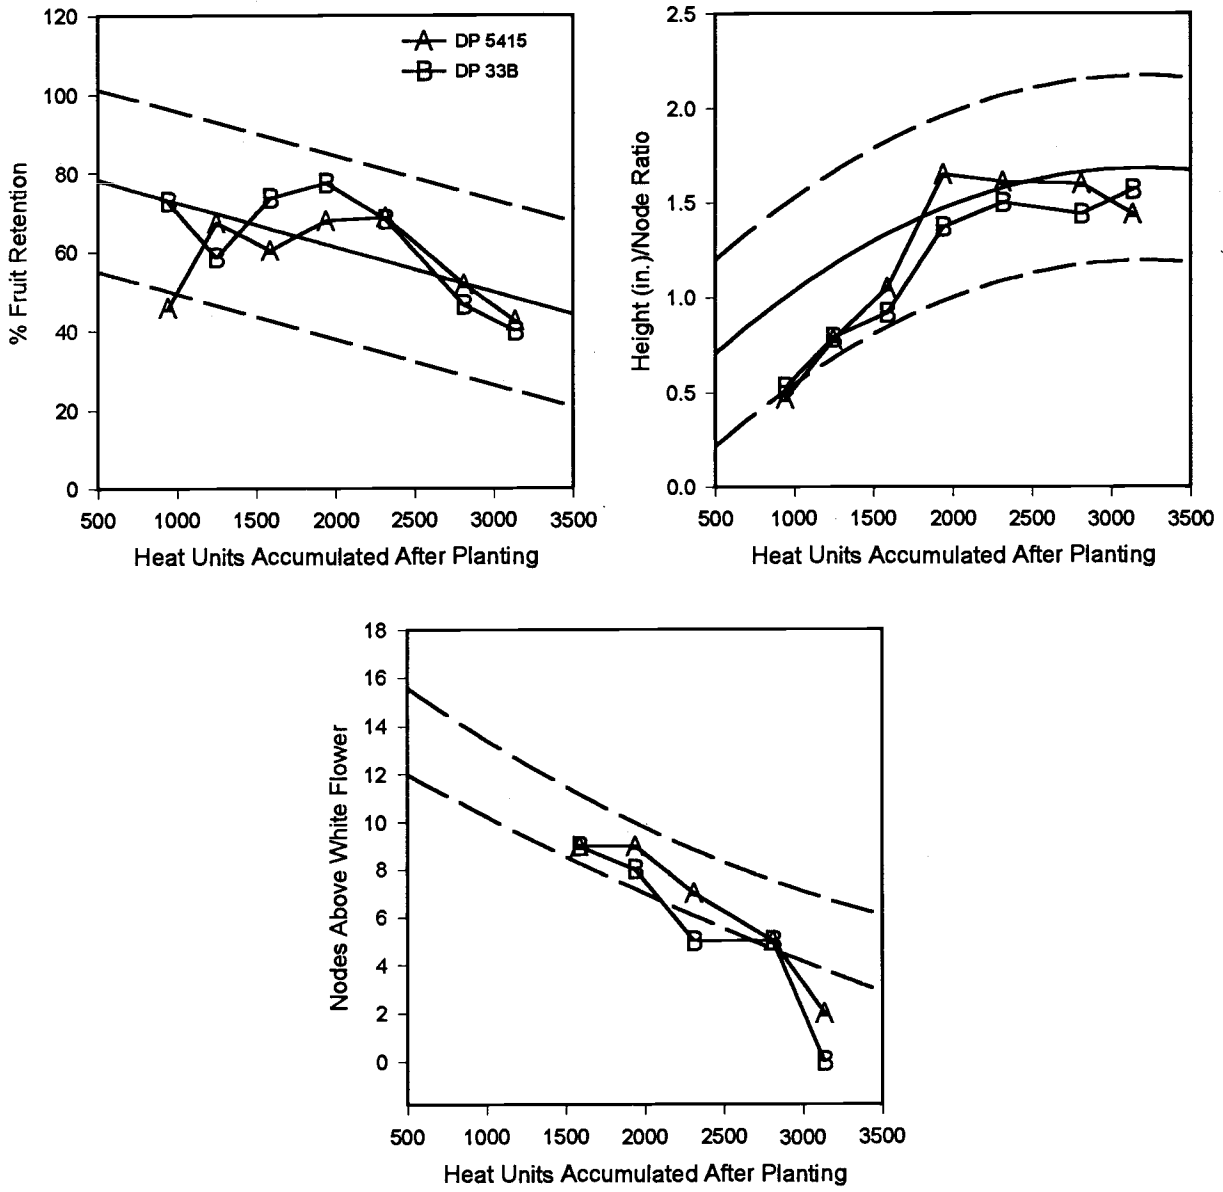 120
100
80
60
40
20
0
% Fruit Retention
A DP 5415
B DP 33B
A
A
A
A
A
A
A
B
B
B
B
B
B
B
500 1000 1500 2000 2500 3000 3500
Heat Units Accumulated After Planting
2.5
2.0
1.5
1.0
0.5
0.0
Height (in.)/Node Ratio
A
A
A
A
A
A
A
B
B
B
B
B
B
B
500 1000 1500 2000 2500 3000 3500
Heat Units Accumulated After Planting
18
16
14
12
10
8
6
4
2
0
Nodes Above White Flower
A
A
A
A
A
B
B
B
B
B
500 1000 1500 2000 2500 3000 3500
Heat Units Accumulated After Planting